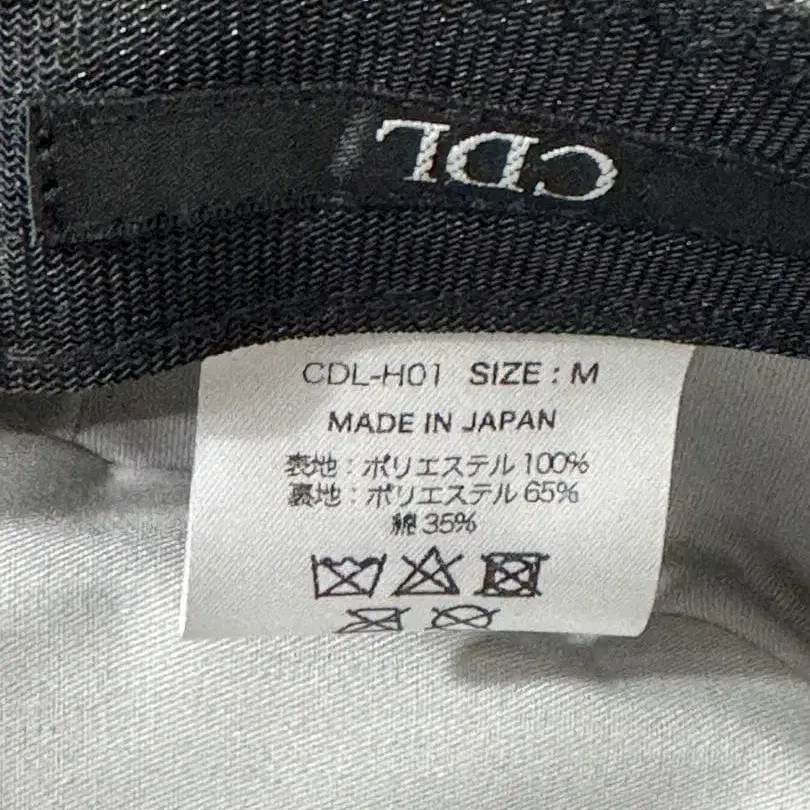 CDL
CDL-H01 SIZE : M
MADE IN JAPAN
表地 : ポリエステル 100%
裏地 : ポリエステル 65%
綿 35%